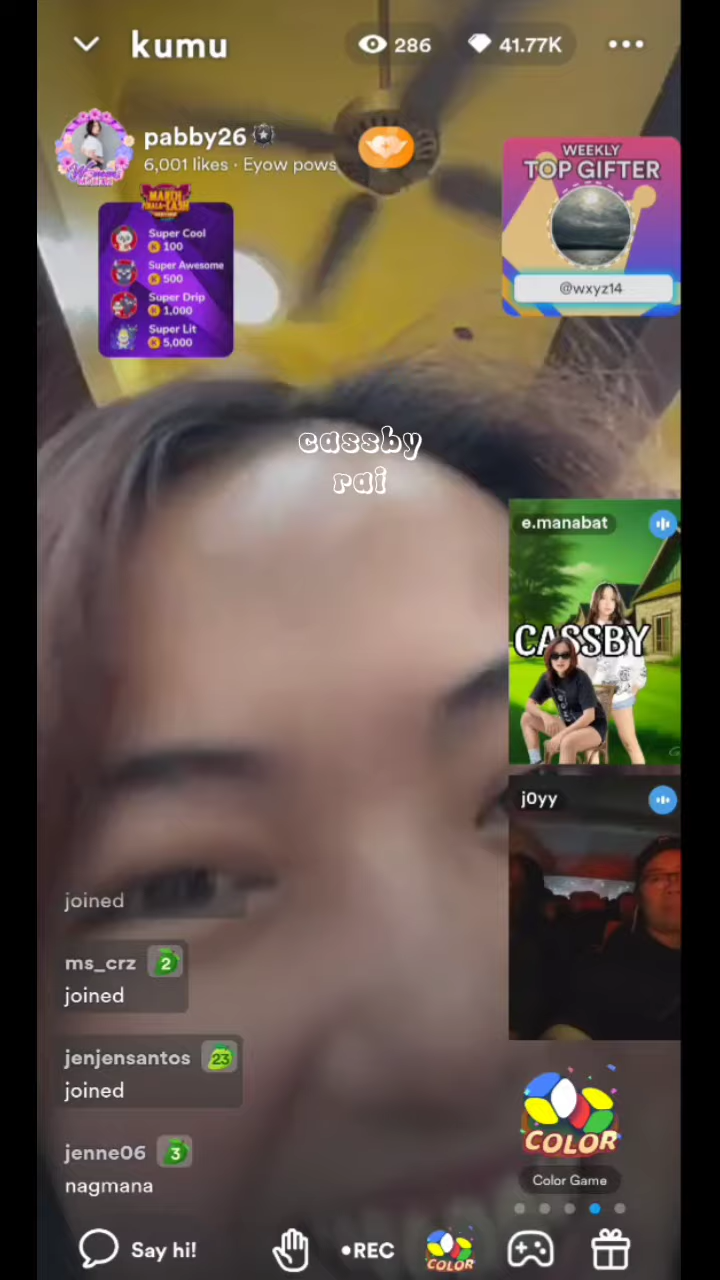 kumu
286
41.77K
pabby26
6,001 likes · Eyow pows
WEEKLY
TOP GIFTER
@wxyz14
MARCH
Super Cool
100
Super Awesome
500
Super Drip
1,000
Super Lit
5,000
cassby
rai
e.manabat
CASSBY
j0yy
joined
ms_crz 2
joined
jenjensantos 23
joined
jenne06 3
nagmana
COLOR
Color Game
Say hi!
•REC
COLOR